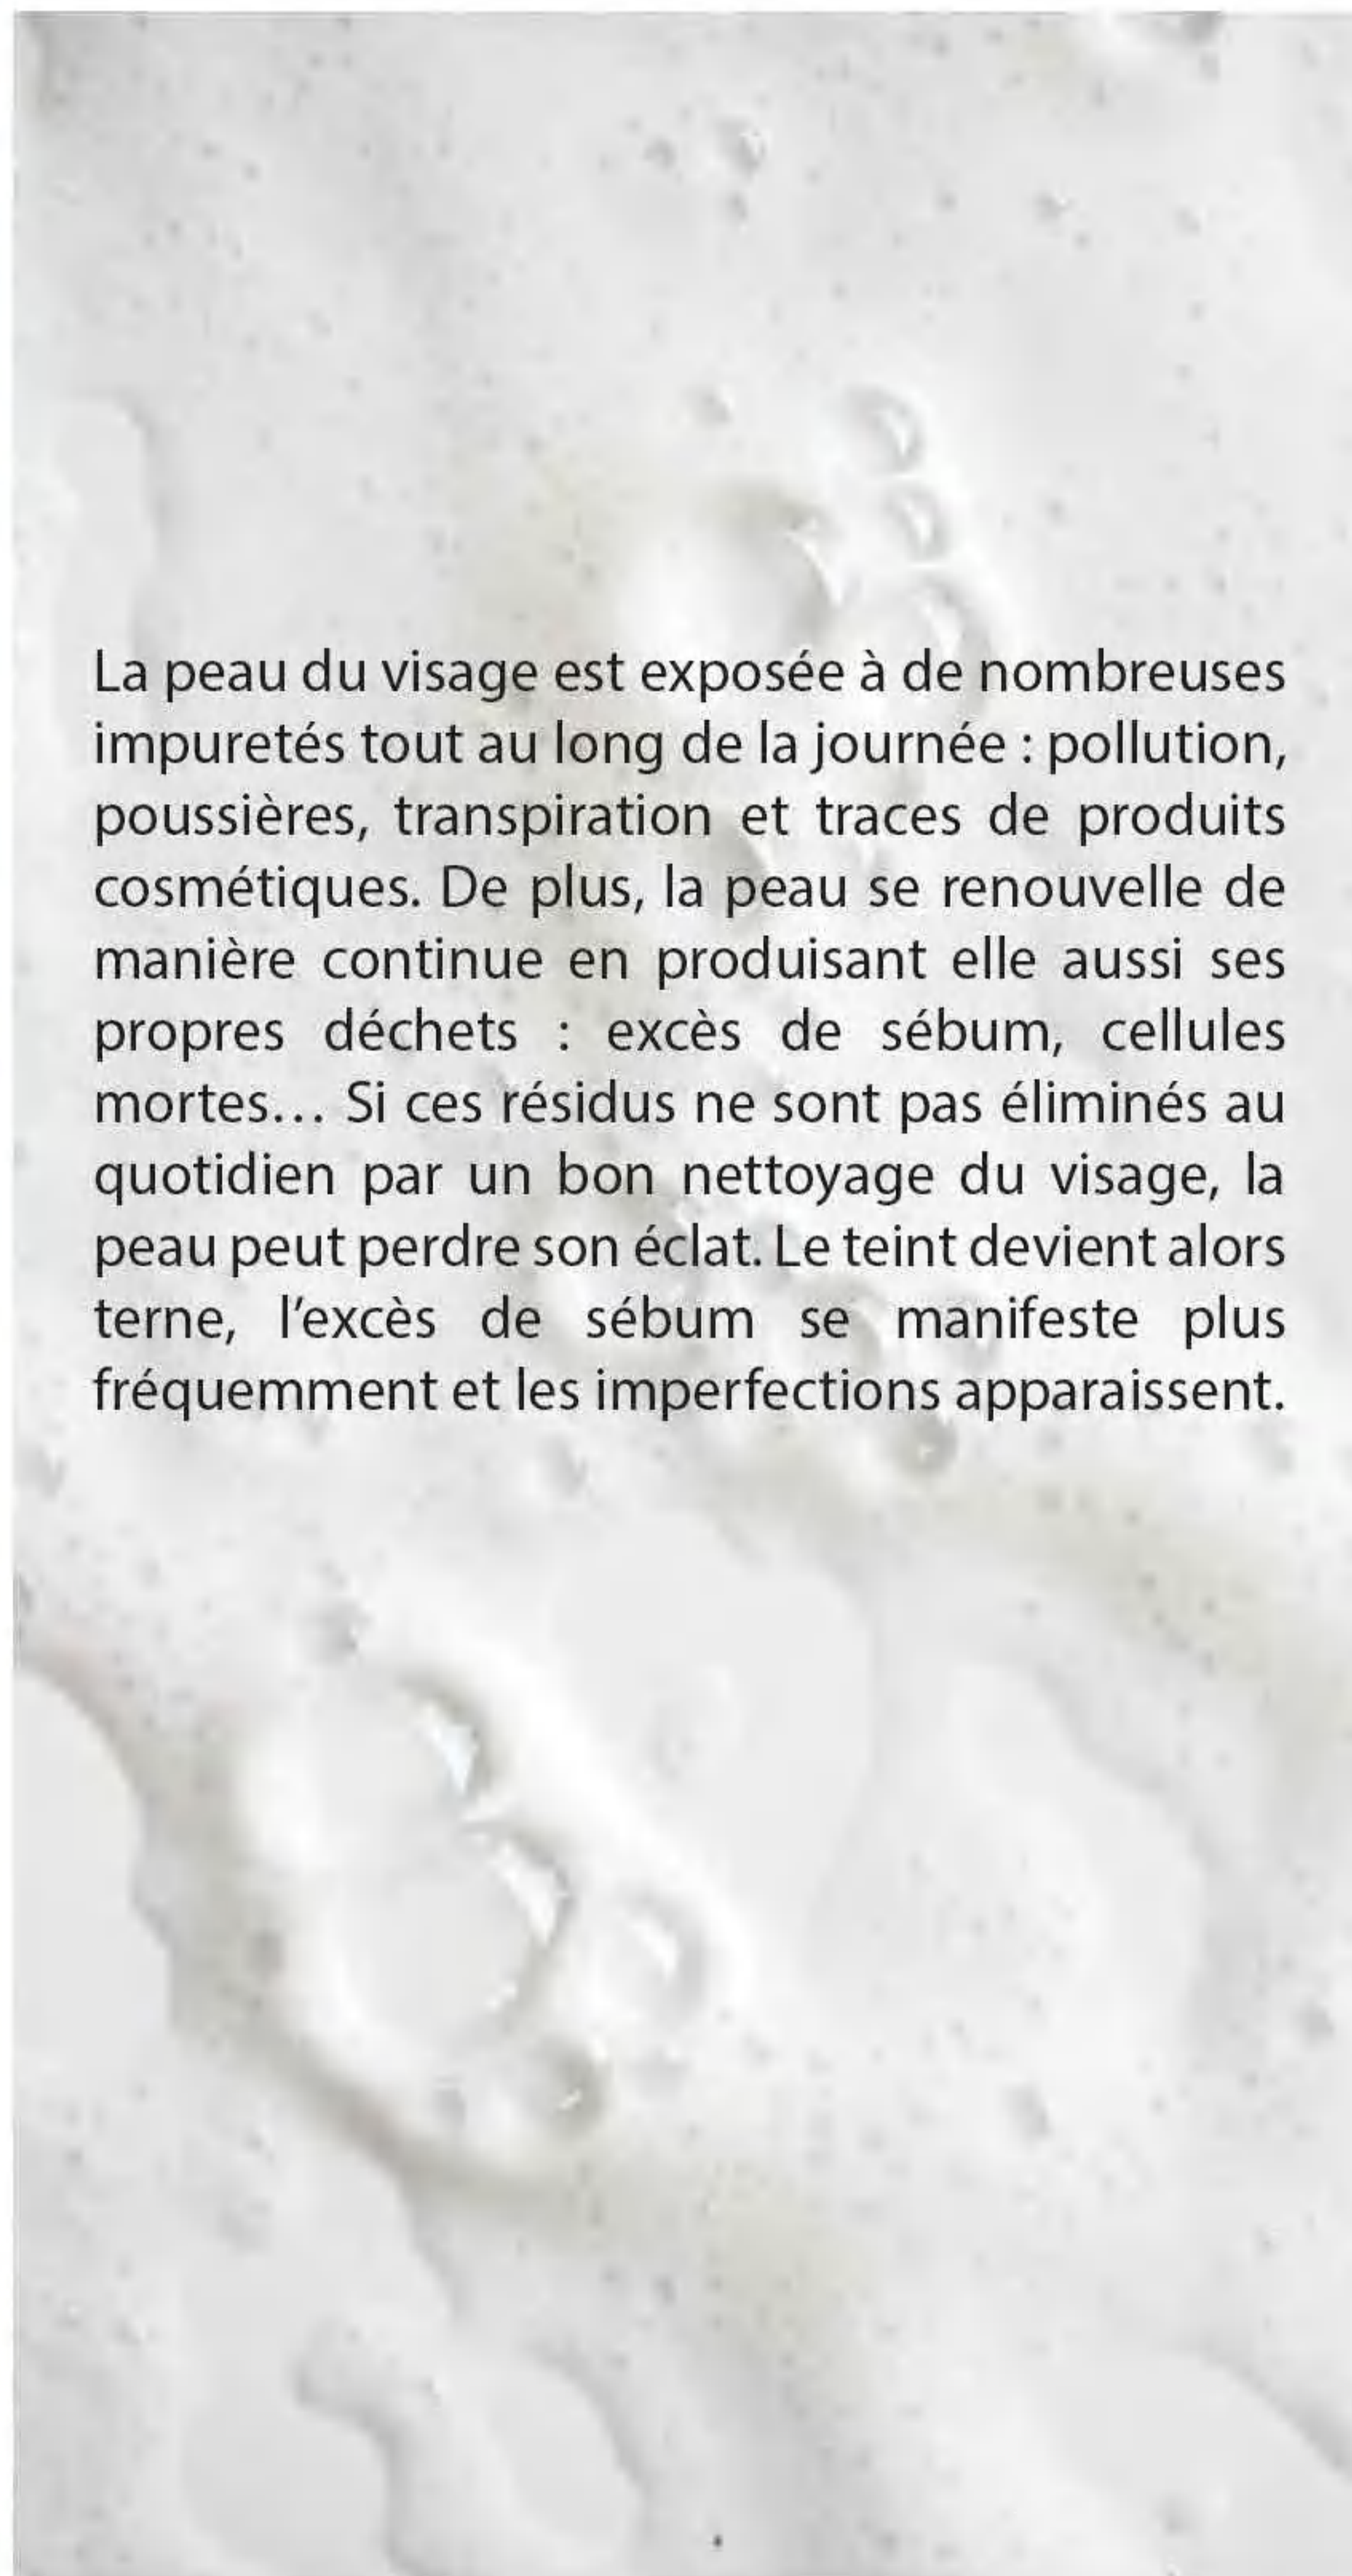 La peau du visage est exposée à de nombreuses
impuretés tout au long de la journée : pollution,
poussières, transpiration et traces de produits
cosmétiques. De plus, la peau se renouvelle de
manière continue en produisant elle aussi ses
propres déchets : excès de sébum, cellules
mortes… Si ces résidus ne sont pas éliminés au
quotidien par un bon nettoyage du visage, la
peau peut perdre son éclat. Le teint devient alors
terne, l’excès de sébum se manifeste plus
fréquemment et les imperfections apparaissent.